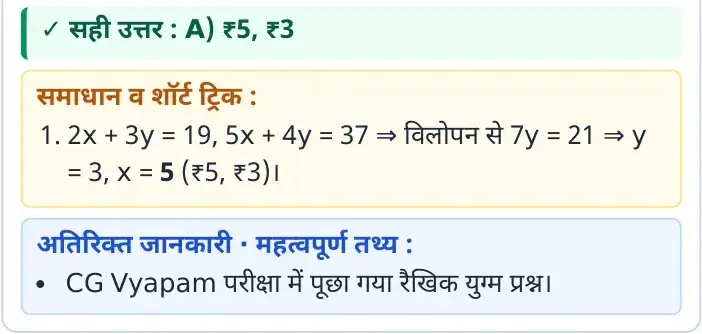 ✓ सही उत्तर : A) ₹5, ₹3
समाधान व शॉर्ट ट्रिक :
1. 2x + 3y = 19, 5x + 4y = 37 ⇒ विलोपन से 7y = 21 ⇒ y
= 3, x = 5 (₹5, ₹3)।
अतिरिक्त जानकारी · महत्वपूर्ण तथ्य :
• CG Vyapam परीक्षा में पूछा गया रैखिक युग्म प्रश्न।